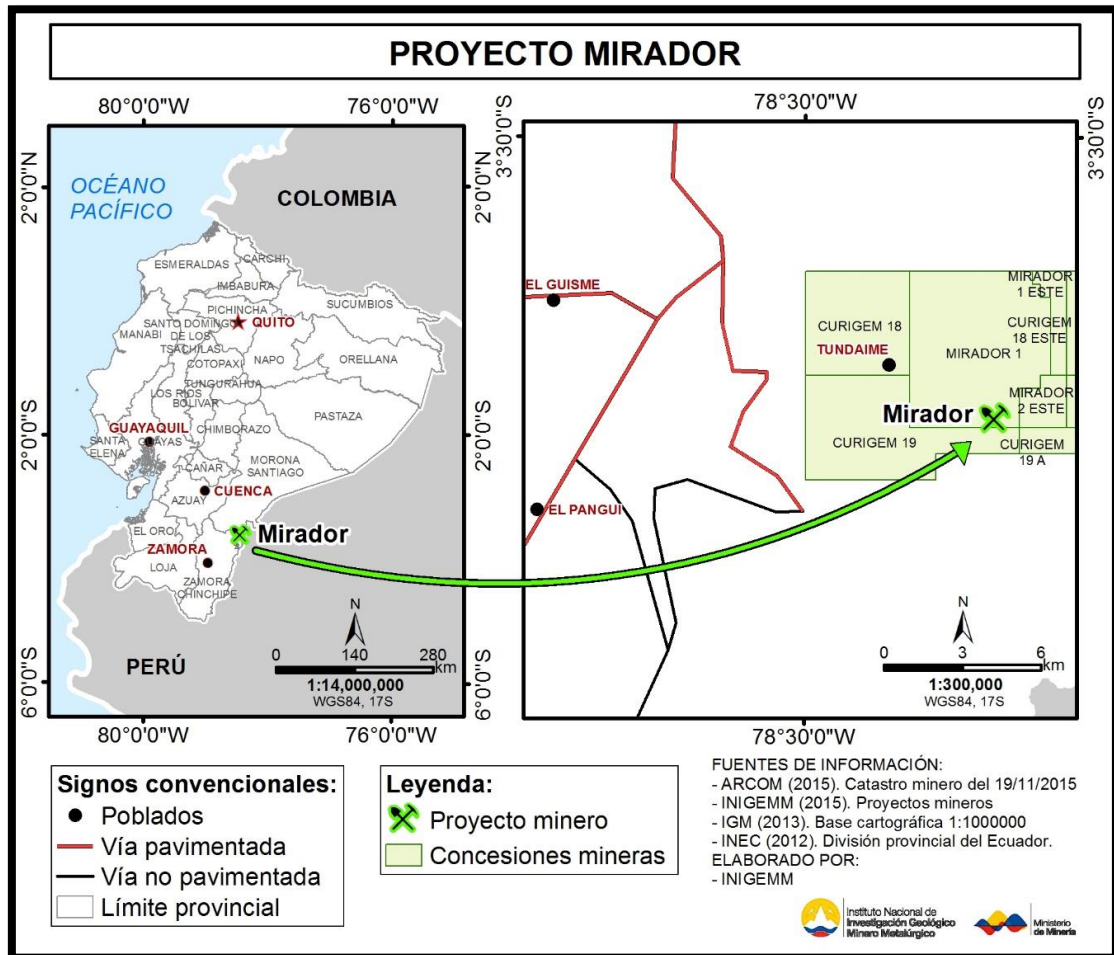 PROYECTO MIRADOR
80°0'0"W
76°0'0"W
78°30'0"W
2°0'0"N
2°0'0"N
3°30'0"S
3°30'0"S
OCÉANO
PACÍFICO
COLOMBIA
ESMERALDAS
CARCHI
IMBABURA
SUCUMBIOS
PICHINCHA
SANTO DOMINGO
DE LOS
TSACHILAS
QUITO
MANABI
COTOPAXI
NAPO
ORELLANA
TUNGURAHUA
LOS RIOS
BOLIVAR
PASTAZA
GUAYAQUIL
GUAYAS
CHIMBORAZO
SANTA
ELENA
2°0'0"S
2°0'0"S
CAÑAR
MORONA
SANTIAGO
CUENCA
AZUAY
EL ORO
Mirador
ZAMORA
LOJA
ZAMORA
CHINCHIPE
PERÚ
N
0 140 280
km
1:14,000,000
WGS84, 17S
6°0'0"S
6°0'0"S
80°0'0"W
76°0'0"W
EL GUISME
MIRADOR
1 ESTE
CURIGEM 18
CURIGEM
18 ESTE
TUNDAIME
MIRADOR 1
MIRADOR
2 ESTE
Mirador
CURIGEM 19
CURIGEM
19 A
EL PANGUI
N
0 3 6
km
1:300,000
WGS84, 17S
78°30'0"W
Signos convencionales:
Poblados
Vía pavimentada
Vía no pavimentada
Límite provincial
Leyenda:
Proyecto minero
Concesiones mineras
FUENTES DE INFORMACIÓN:
- ARCOM (2015). Catastro minero del 19/11/2015
- INIGEMM (2015). Proyectos mineros
- IGM (2013). Base cartográfica 1:1000000
- INEC (2012). División provincial del Ecuador.
ELABORADO POR:
- INIGEMM
Instituto Nacional de
Investigación Geológico
Minero Metalúrgico
Ministerio
de Minería